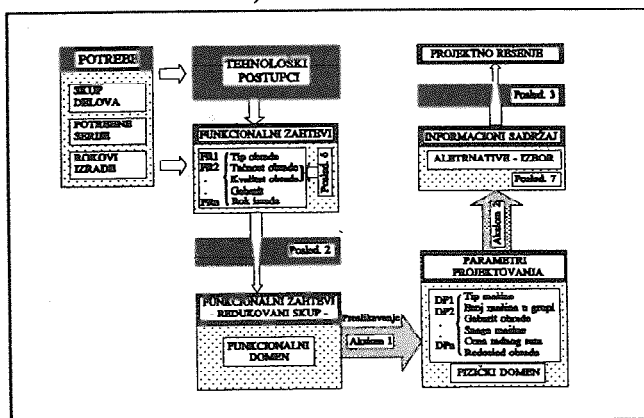 POTREBE
SKUP
DELOVA
POTREBNE
SERIJE
ROKOVI
IZRADE
TEHNOLOŠKI
POSTUPCI
FUNKCIONALNI ZAHTEVI
FR1 Tip obrade
FR2 Tačnost obrade
. Kvalitet obrade
. Gabarit
FRn Rok izrade
Posled. 6
Posled. 2
FUNKCIONALNI ZAHTEVI
- REDUKOVANI SKUP -
FUNKCIONALNI
DOMEN
Preslikavanje
Aksiom 1
PROJEKTNO REŠENJE
Posled. 3
INFORMACIONI SADRŽAJ
ALETRNATIVE - IZBOR
Posled. 7
Aksiom 2
PARAMETRI
PROJEKTOVANJA
DP1 Tip mašine
DP2 Broj mašina u grupi
. Gabarit obrade
. Snaga mašine
DPn Cena radnog sata
Redosled obrade
FIZIČKI DOMEN